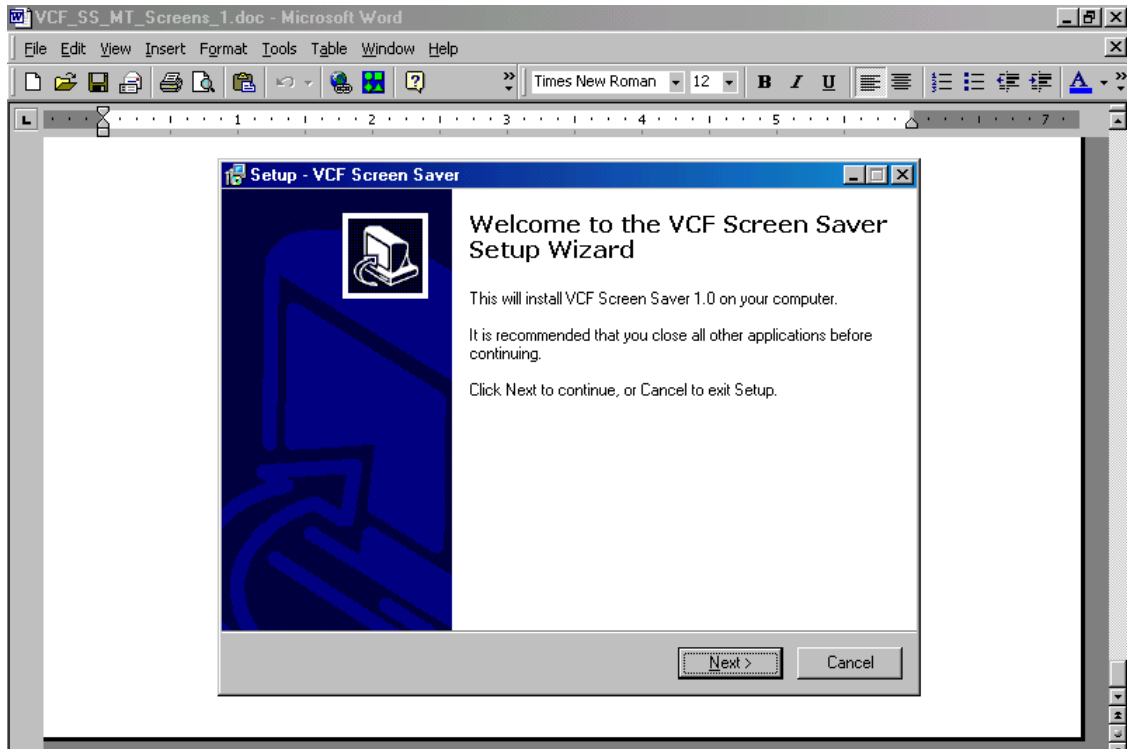 VCF_SS_MT_Screens_1.doc - Microsoft Word
File Edit View Insert Format Tools Table Window Help
Times New Roman 12 B I U A
L 1 2 3 4 5 7
Setup - VCF Screen Saver
Welcome to the VCF Screen Saver
Setup Wizard
This will install VCF Screen Saver 1.0 on your computer.
It is recommended that you close all other applications before
continuing.
Click Next to continue, or Cancel to exit Setup.
Next >
Cancel